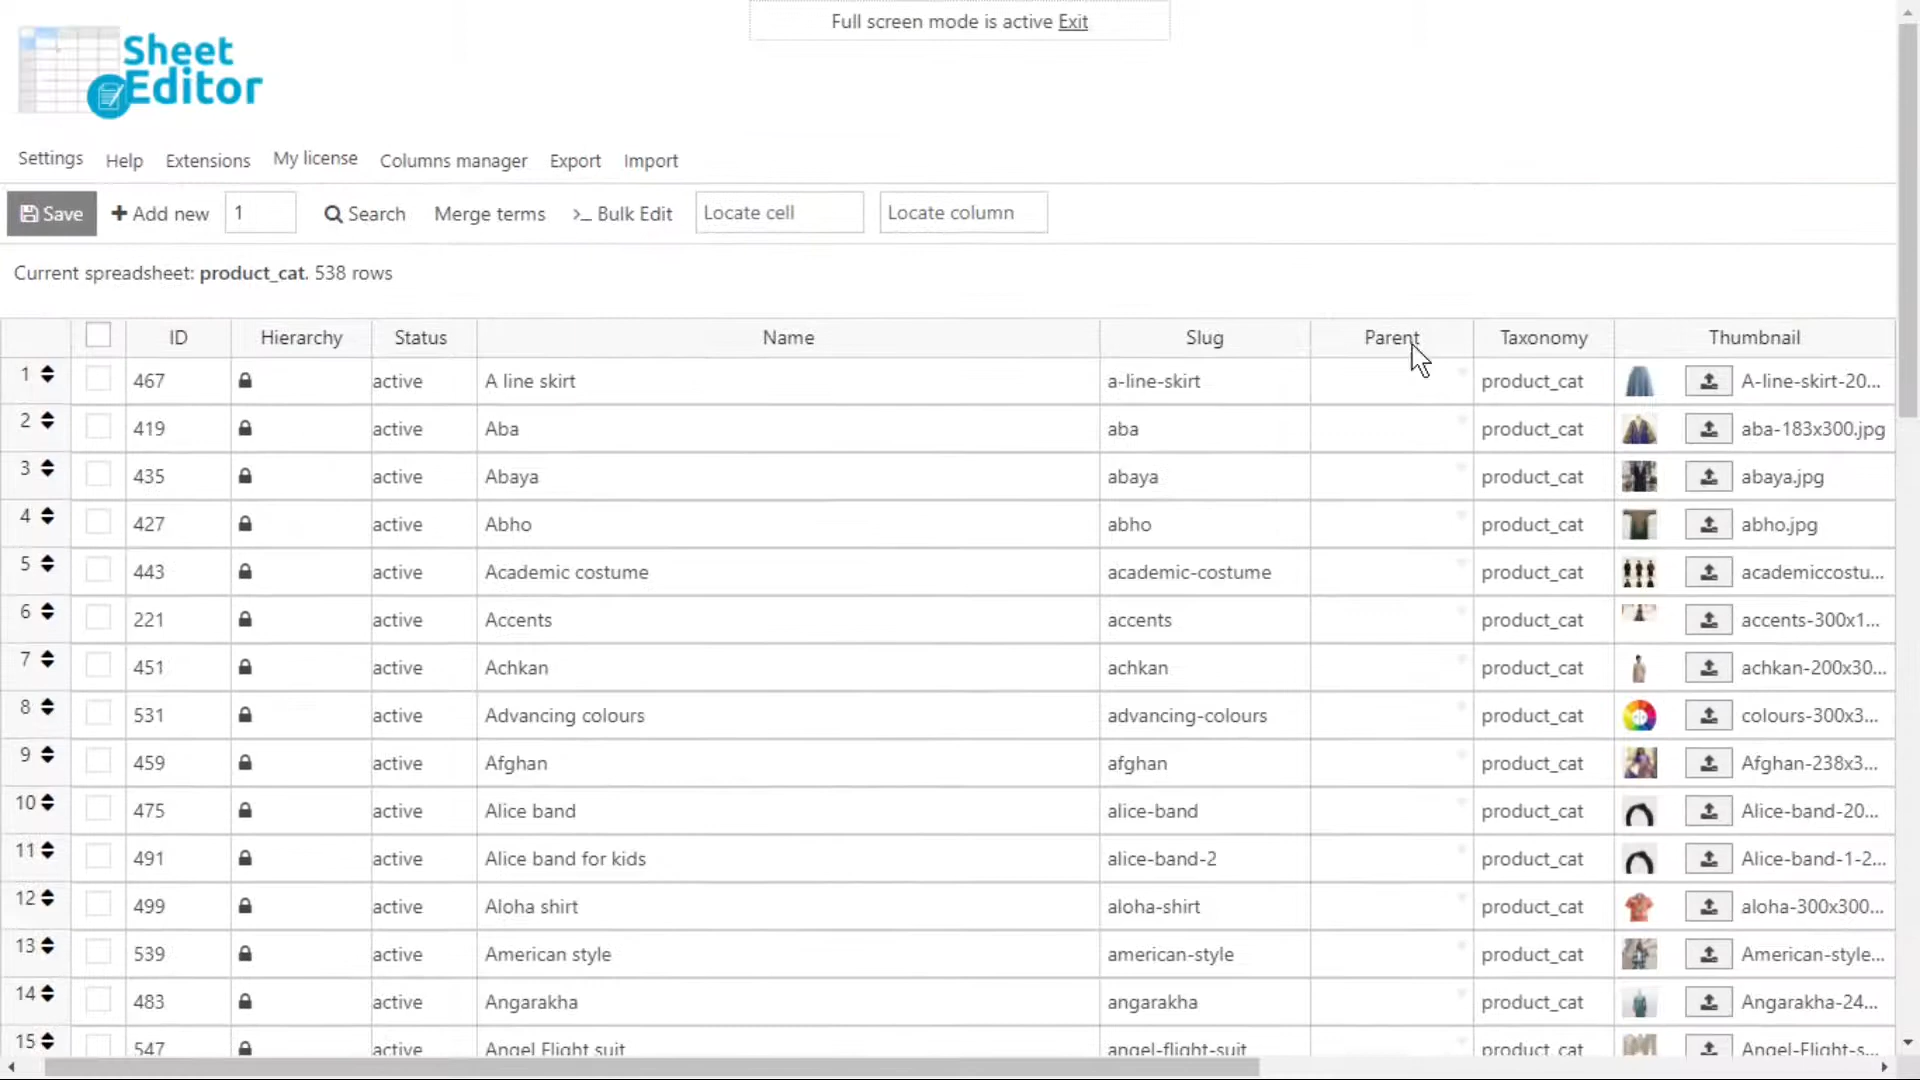 Full screen mode is active Exit
Sheet
Editor
Settings Help Extensions My license Columns manager Export Import
Save Add new 1 Search Merge terms >_ Bulk Edit Locate cell Locate column
Current spreadsheet: product_cat. 538 rows
ID Hierarchy Status Name Slug Parent Taxonomy Thumbnail
1 467 active A line skirt a-line-skirt product_cat A-line-skirt-20...
2 419 active Aba aba product_cat aba-183x300.jpg
3 435 active Abaya abaya product_cat abaya.jpg
4 427 active Abho abho product_cat abho.jpg
5 443 active Academic costume academic-costume product_cat academiccostu...
6 221 active Accents accents product_cat accents-300x1...
7 451 active Achkan achkan product_cat achkan-200x30...
8 531 active Advancing colours advancing-colours product_cat colours-300x3...
9 459 active Afghan afghan product_cat Afghan-238x3...
10 475 active Alice band alice-band product_cat Alice-band-20...
11 491 active Alice band for kids alice-band-2 product_cat Alice-band-1-2...
12 499 active Aloha shirt aloha-shirt product_cat aloha-300x300...
13 539 active American style american-style product_cat American-style...
14 483 active Angarakha angarakha product_cat Angarakha-24...
15 547 active Angel Flight suit angel-flight-suit product_cat Angel-Flight-s...